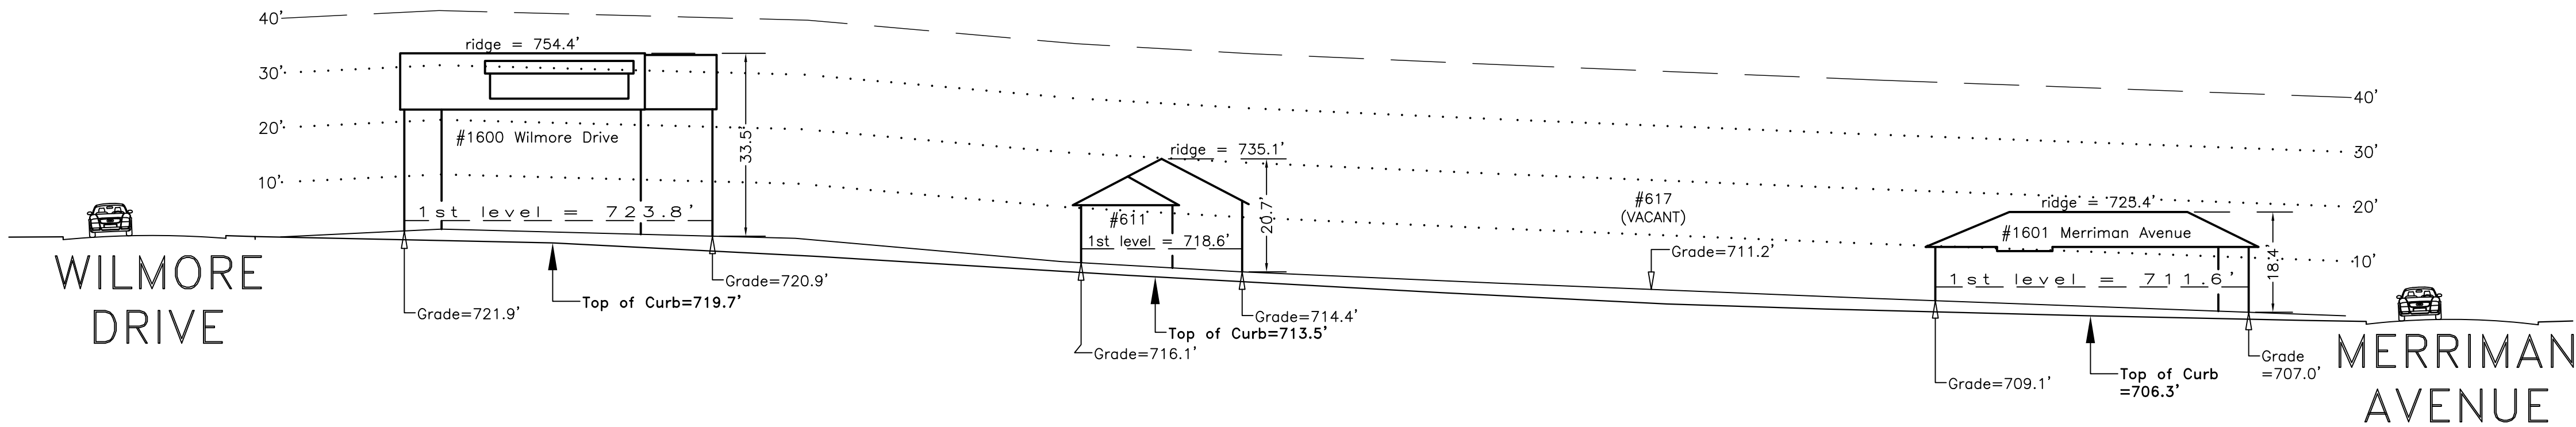 40'
30'
20'
10'
ridge = 754.4'
33.5'
#1600 Wilmore Drive
1st level = 723.8'
WILMORE
DRIVE
Grade=721.9'
Top of Curb=719.7'
Grade=720.9'
ridge = 735.1'
20.7'
#611
1st level = 718.6'
Grade=714.4'
Top of Curb=713.5'
Grade=716.1'
#617
(VACANT)
Grade=711.2'
ridge = 725.4'
#1601 Merriman Avenue
18.4'
1st level = 711.6'
Grade=709.1'
Top of Curb
=706.3'
Grade
=707.0'
40'
30'
20'
10'
MERRIMAN
AVENUE